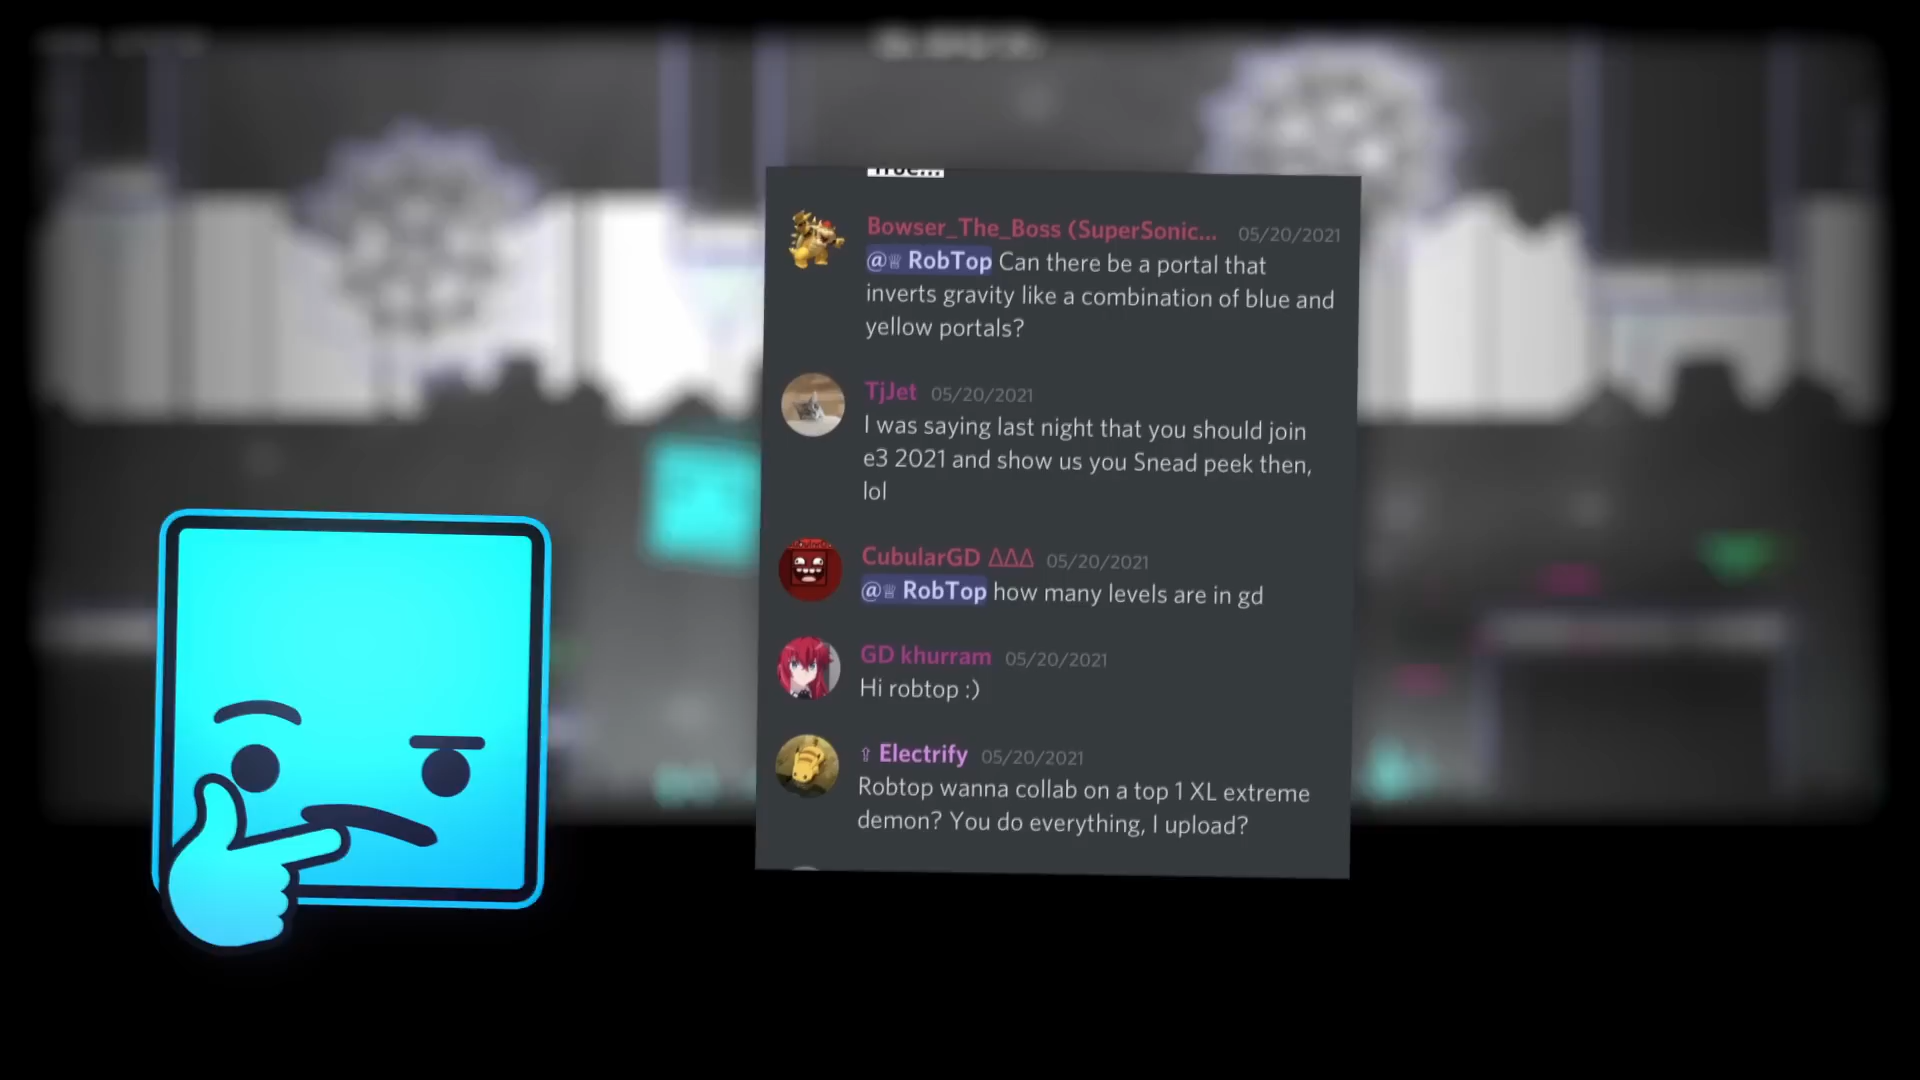 True...
Bowser_The_Boss (SuperSonic... 05/20/2021
@♕ RobTop Can there be a portal that
inverts gravity like a combination of blue and
yellow portals?
TjJet 05/20/2021
I was saying last night that you should join
e3 2021 and show us you Snead peek then,
lol
CubularGD ΔΔΔ 05/20/2021
@♕ RobTop how many levels are in gd
GD khurram 05/20/2021
Hi robtop :)
⇧ Electrify 05/20/2021
Robtop wanna collab on a top 1 XL extreme
demon? You do everything, I upload?